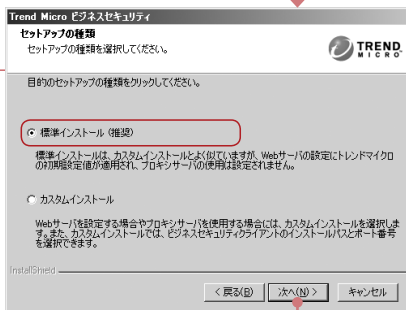 Trend Micro ビジネスセキュリティ
セットアップの種類
セットアップの種類を選択してください。
TREND
MICRO
目的のセットアップの種類をクリックしてください。
標準インストール (推奨)
標準インストールは、カスタムインストールとよく似ていますが、Webサーバの設定にトレンドマイクロ
の初期設定値が適用され、プロキシサーバの使用は設定されません。
カスタムインストール
Webサーバを設定する場合やプロキシサーバを使用する場合には、カスタムインストールを選択しま
す。また、カスタムインストールでは、ビジネスセキュリティクライアントのインストールパスとポート番号
を選択できます。
InstallShield
< 戻る(B)
次へ(N) >
キャンセル